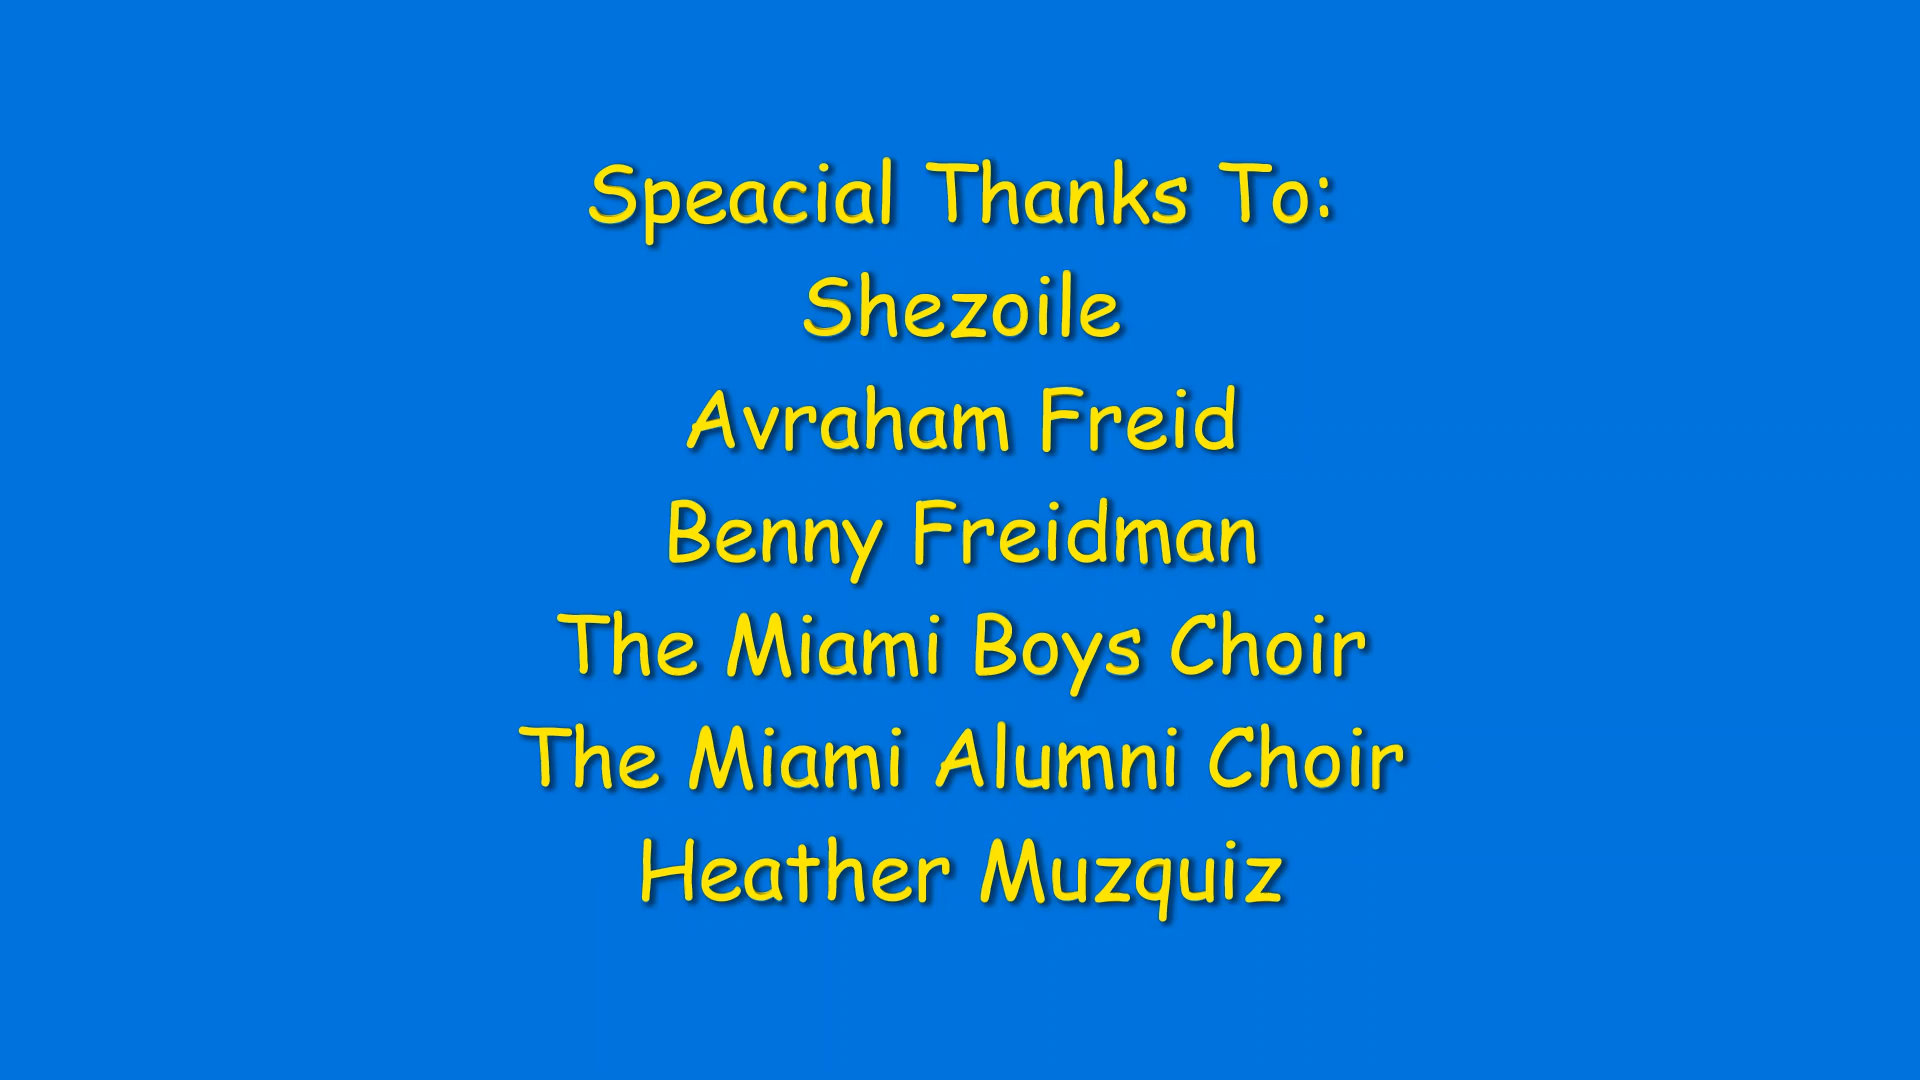 Speacial Thanks To:
Shezoile
Avraham Freid
Benny Freidman
The Miami Boys Choir
The Miami Alumni Choir
Heather Muzquiz